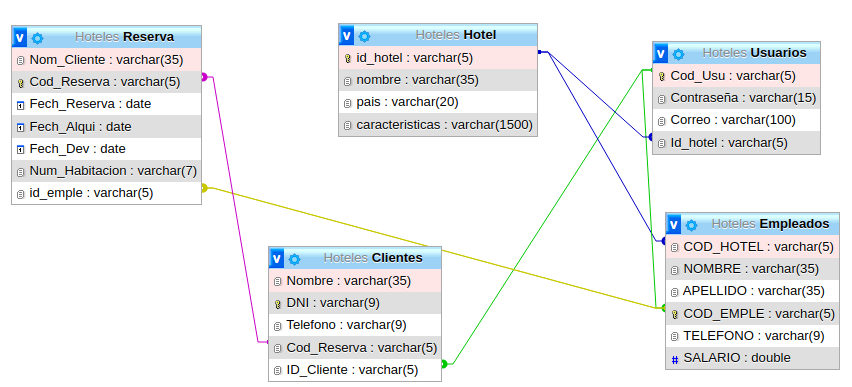 Hoteles Reserva
Nom_Cliente : varchar(35)
Cod_Reserva : varchar(5)
Fech_Reserva : date
Fech_Alqui : date
Fech_Dev : date
Num_Habitacion : varchar(7)
id_emple : varchar(5)
Hoteles Hotel
id_hotel : varchar(5)
nombre : varchar(35)
pais : varchar(20)
caracteristicas : varchar(1500)
Hoteles Usuarios
Cod_Usu : varchar(5)
Contraseña : varchar(15)
Correo : varchar(100)
Id_hotel : varchar(5)
Hoteles Clientes
Nombre : varchar(35)
DNI : varchar(9)
Telefono : varchar(9)
Cod_Reserva : varchar(5)
ID_Cliente : varchar(5)
Hoteles Empleados
COD_HOTEL : varchar(5)
NOMBRE : varchar(35)
APELLIDO : varchar(35)
COD_EMPLE : varchar(5)
TELEFONO : varchar(9)
# SALARIO : double